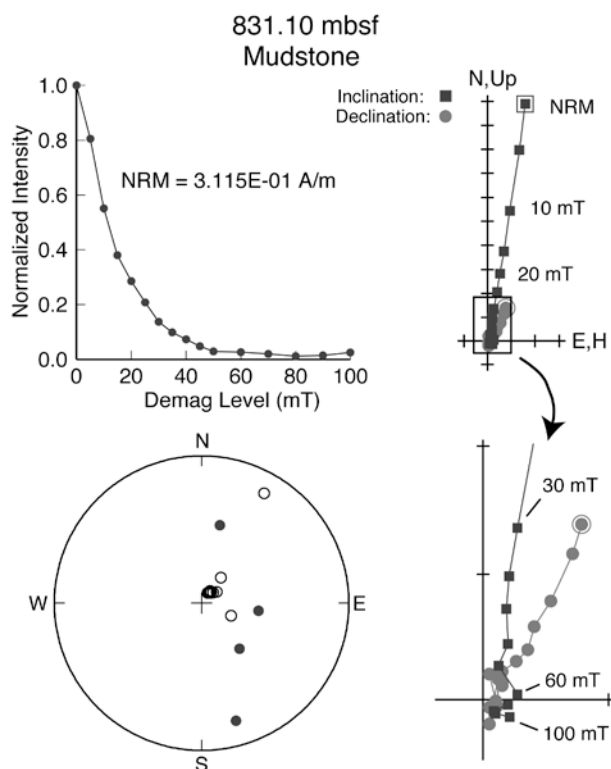 831.10 mbsf
Mudstone
1.0
0.8
0.6
0.4
0.2
0.0
Normalized Intensity
NRM = 3.115E-01 A/m
0
20
40
60
80
100
Demag Level (mT)
N,Up
Inclination:
Declination:
NRM
10 mT
20 mT
E,H
N
W
E
S
30 mT
60 mT
100 mT